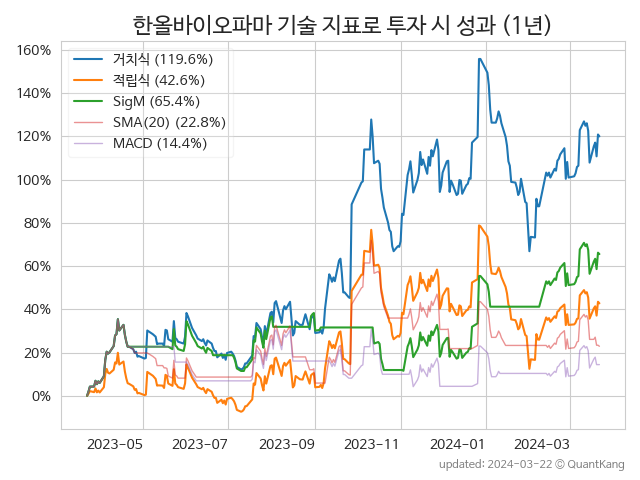 한올바이오파마 기술 지표로 투자 시 성과 (1년)
160%
140%
120%
100%
80%
60%
40%
20%
0%
거치식 (119.6%)
적립식 (42.6%)
SigM (65.4%)
SMA(20) (22.8%)
MACD (14.4%)
2023-05
2023-07
2023-09
2023-11
2024-01
2024-03
updated: 2024-03-22 © QuantKang